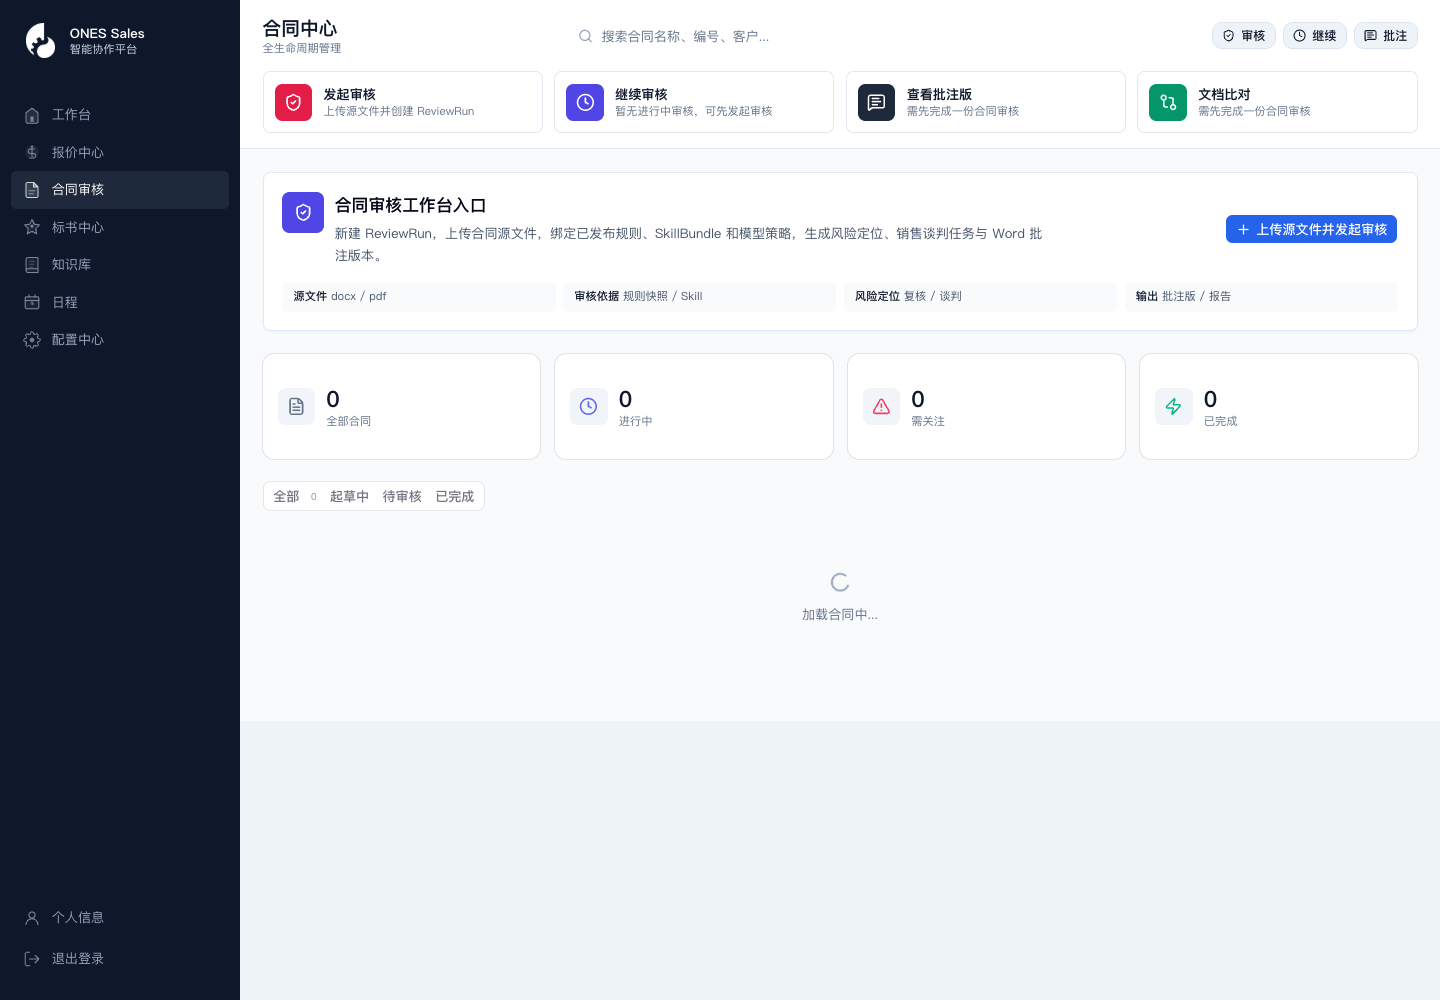 ONES Sales
智能协作平台
工作台
报价中心
合同审核
标书中心
知识库
日程
配置中心
个人信息
退出登录
合同中心
全生命周期管理
搜索合同名称、编号、客户...
审核
继续
批注
发起审核
上传源文件并创建 ReviewRun
继续审核
暂无进行中审核，可先发起审核
查看批注版
需先完成一份合同审核
文档比对
需先完成一份合同审核
合同审核工作台入口
新建 ReviewRun，上传合同源文件，绑定已发布规则、SkillBundle 和模型策略，生成风险定位、销售谈判任务与 Word 批
注版本。
上传源文件并发起审核
源文件 docx / pdf
审核依据 规则快照 / Skill
风险定位 复核 / 谈判
输出 批注版 / 报告
0
全部合同
0
进行中
0
需关注
0
已完成
全部 0 起草中 待审核 已完成
加载合同中...